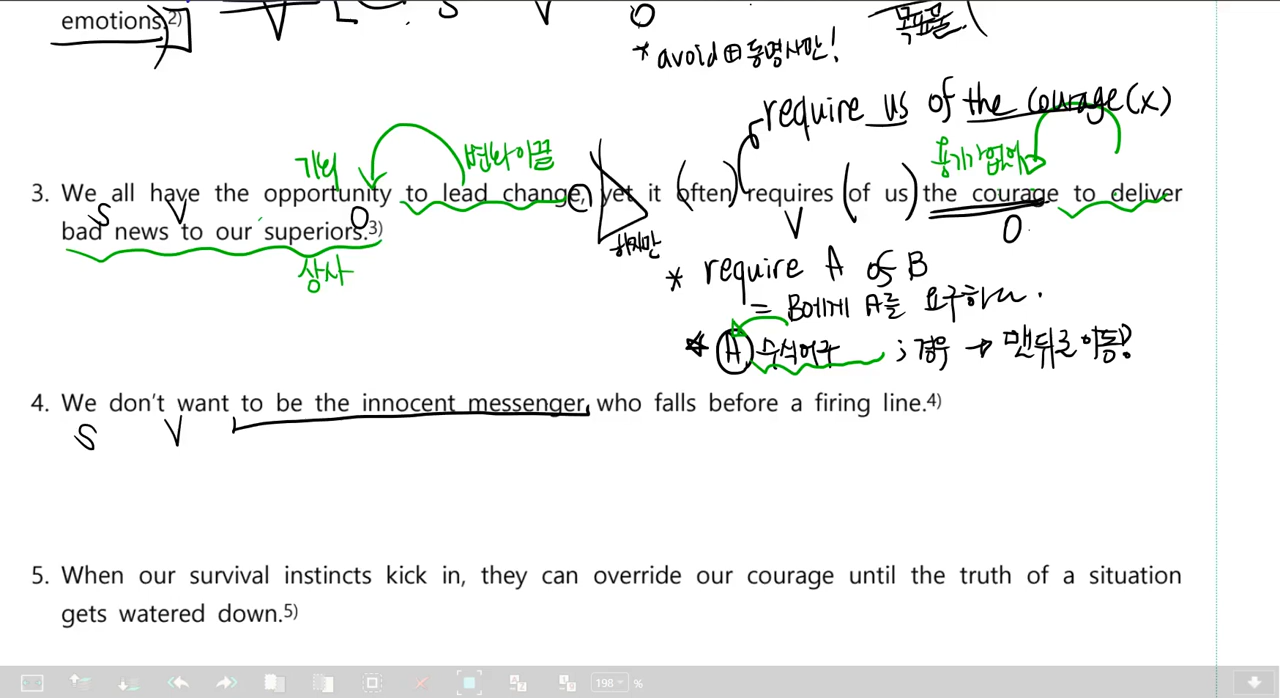 emotions.2)
목표물
* avoid ⊕ 동명사만!
require us of the courage (x)
기회 변화이끌 용기가 없어
3. We all have the opportunity to lead change, yet it (often) requires (of us) the courage to deliver
S V O V O
bad news to our superiors.3)
하지만
상사
* require A of B
= B에게 A를 요구하다.
* A 수식어구 ; 경우 → 맨뒤로 이동!
4. We don't want to be the innocent messenger who falls before a firing line.4)
S V
5. When our survival instincts kick in, they can override our courage until the truth of a situation
gets watered down.5)
198 %